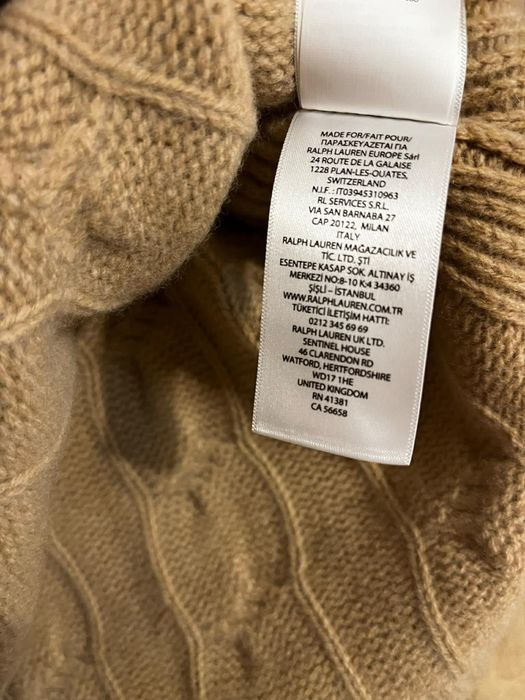 MADE FOR/FAIT POUR/
ΠΑΡΑΣΚΕΥΑΖΕΤΑΙ ΓΙΑ
RALPH LAUREN EUROPE Sàrl
24 ROUTE DE LA GALAISE
1228 PLAN-LES-OUATES,
SWITZERLAND
N.I.F. : IT03945310963
RL SERVICES S.R.L.
VIA SAN BARNABA 27
CAP 20122, MILAN
ITALY
RALPH LAUREN MAĞAZACILIK VE
TİC. LTD. ŞTİ
ESENTEPE KASAP SOK. ALTINAY İŞ
MERKEZİ NO:8-10 K:4 34360
ŞİŞLİ – İSTANBUL
WWW.RALPHLAUREN.COM.TR
TÜKETİCİ İLETİŞİM HATTI:
0212 345 69 69
RALPH LAUREN UK LTD.
SENTINEL HOUSE
46 CLARENDON RD
WATFORD, HERTFORDSHIRE
WD17 1HE
UNITED KINGDOM
RN 41381
CA 56658